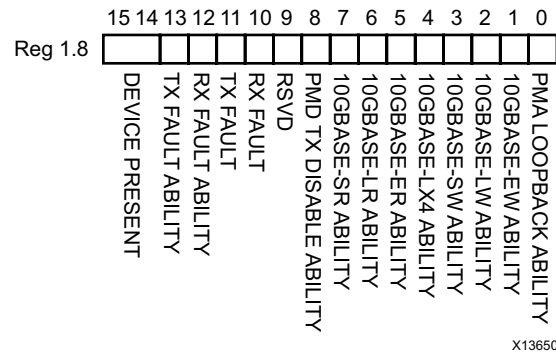 15 14 13 12 11 10 9 8 7 6 5 4 3 2 1 0
Reg 1.8
DEVICE PRESENT
TX FAULT ABILITY
RX FAULT ABILITY
TX FAULT
RX FAULT
RSVD
PMD TX DISABLE ABILITY
10GBASE-SR ABILITY
10GBASE-LR ABILITY
10GBASE-ER ABILITY
10GBASE-LX4 ABILITY
10GBASE-SW ABILITY
10GBASE-LW ABILITY
10GBASE-EW ABILITY
PMA LOOPBACK ABILITY
X13650